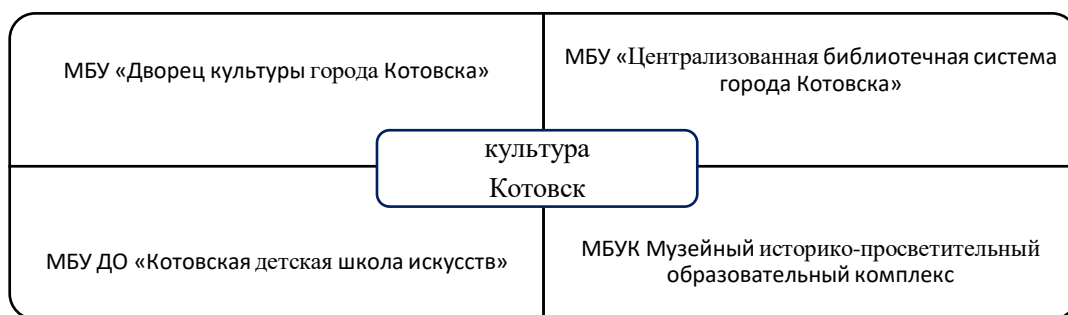 МБУ «Дворец культуры города Котовска»
МБУ «Централизованная библиотечная система
города Котовска»
культура
Котовск
МБУ ДО «Котовская детская школа искусств»
МБУК Музейный историко-просветительный
образовательный комплекс